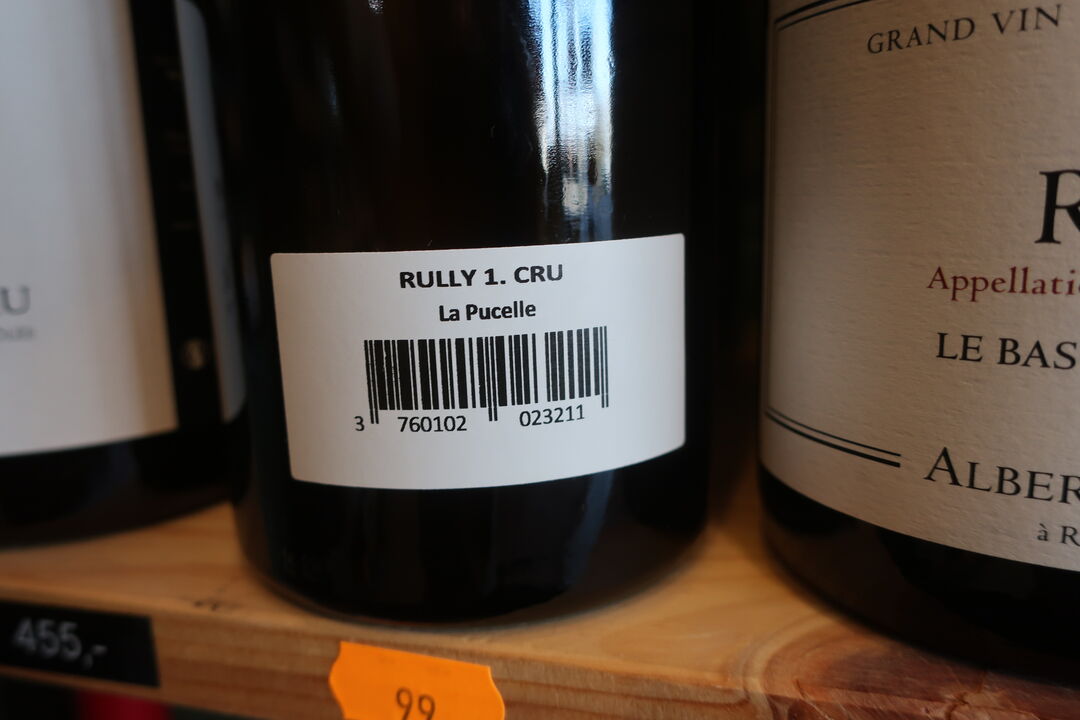 RULLY 1. CRU
La Pucelle
3 760102 023211
GRAND VIN
R
Appellati
LE BAS
ALBER
à R
455,-
99